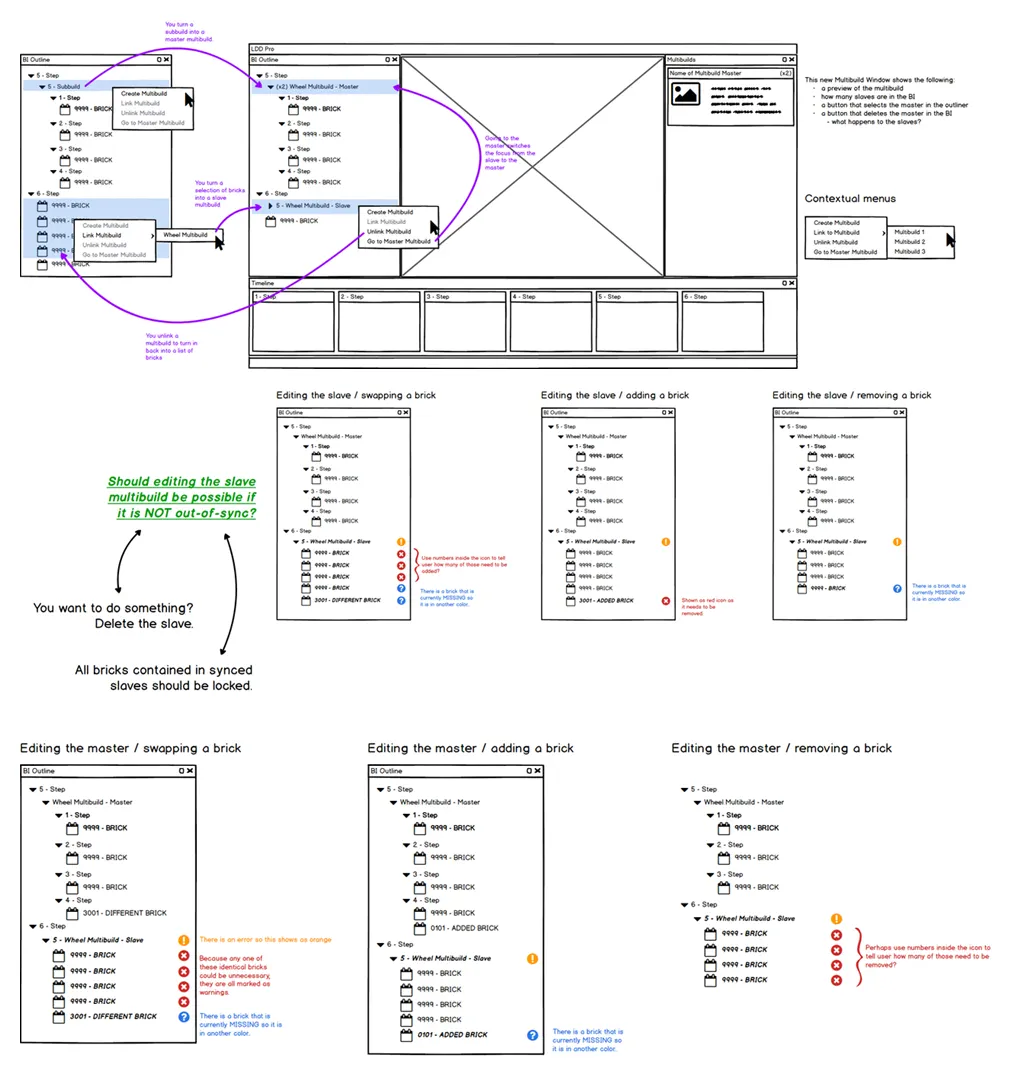 You turn a
subbuild into a
master multibuild.
BI Outline
5 - Step
5 - Subbuild
1 - Step
9999 - BRICK
2 - Step
9999 - BRICK
3 - Step
9999 - BRICK
4 - Step
9999 - BRICK
6 - Step
9999 - BRICK
9999 - BRICK
Create Multibuild
Link Multibuild
Unlink Multibuild
Go to Master Multibuild
Create Multibuild
Link Multibuild
Unlink Multibuild
Go to Master Multibuild
Wheel Multibuild
You turn a
selection of bricks
into a slave
multibuild
You unlink a
multibuild to turn in
back into a list of
bricks
LDD Pro
BI Outline
5 - Step
(x2) Wheel Multibuild - Master
1 - Step
9999 - BRICK
2 - Step
9999 - BRICK
3 - Step
9999 - BRICK
4 - Step
9999 - BRICK
6 - Step
5 - Wheel Multibuild - Slave
9999 - BRICK
Create Multibuild
Link Multibuild
Unlink Multibuild
Go to Master Multibuild
Going to the
master switches
the focus from the
slave to the
master
Multibuilds
Name of Multibuild Master (x2)
Timeline
1 - Step
2 - Step
3 - Step
4 - Step
5 - Step
6 - Step
This new Multibuild Window shows the following:
- a preview of the multibuild
- how many slaves are in the BI
- a button that selects the master in the outliner
- a button that deletes the master in the BI
- what happens to the slaves?
Contextual menus
Create Multibuild
Link to Multibuild
Unlink Multibuild
Go to Master Multibuild
Multibuild 1
Multibuild 2
Multibuild 3
Should editing the slave
multibuild be possible if
it is NOT out-of-sync?
You want to do something?
Delete the slave.
All bricks contained in synced
slaves should be locked.
Editing the slave / swapping a brick
BI Outline
5 - Step
Wheel Multibuild - Master
1 - Step
9999 - BRICK
2 - Step
9999 - BRICK
3 - Step
9999 - BRICK
4 - Step
9999 - BRICK
6 - Step
5 - Wheel Multibuild - Slave
9999 - BRICK
9999 - BRICK
9999 - BRICK
9999 - BRICK
3001 - DIFFERENT BRICK
Use numbers inside the icon to tell
user how many of those need to be
added?
There is a brick that is
currently MISSING so
it is in another color.
Editing the slave / adding a brick
BI Outline
5 - Step
Wheel Multibuild - Master
1 - Step
9999 - BRICK
2 - Step
9999 - BRICK
3 - Step
9999 - BRICK
4 - Step
9999 - BRICK
6 - Step
5 - Wheel Multibuild - Slave
9999 - BRICK
9999 - BRICK
9999 - BRICK
9999 - BRICK
3001 - ADDED BRICK
Shown as red icon as
it needs to be
removed.
Editing the slave / removing a brick
BI Outline
5 - Step
Wheel Multibuild - Master
1 - Step
9999 - BRICK
2 - Step
9999 - BRICK
3 - Step
9999 - BRICK
4 - Step
9999 - BRICK
6 - Step
5 - Wheel Multibuild - Slave
9999 - BRICK
9999 - BRICK
9999 - BRICK
9999 - BRICK
There is a brick that is
currently MISSING so
it is in another color.
Editing the master / swapping a brick
BI Outline
5 - Step
Wheel Multibuild - Master
1 - Step
9999 - BRICK
2 - Step
9999 - BRICK
3 - Step
9999 - BRICK
4 - Step
3001 - DIFFERENT BRICK
6 - Step
5 - Wheel Multibuild - Slave
9999 - BRICK
9999 - BRICK
9999 - BRICK
9999 - BRICK
3001 - DIFFERENT BRICK
There is an error so this shows as orange
Because any one of
these identical bricks
could be unnecessary,
they are all marked as
warnings.
There is a brick that is
currently MISSING so it is
in another color.
Editing the master / adding a brick
BI Outline
5 - Step
Wheel Multibuild - Master
1 - Step
9999 - BRICK
2 - Step
9999 - BRICK
3 - Step
9999 - BRICK
4 - Step
9999 - BRICK
0101 - ADDED BRICK
6 - Step
5 - Wheel Multibuild - Slave
9999 - BRICK
9999 - BRICK
9999 - BRICK
9999 - BRICK
0101 - ADDED BRICK
There is a brick that is
currently MISSING so
it is in another color.
Editing the master / removing a brick
5 - Step
Wheel Multibuild - Master
1 - Step
9999 - BRICK
2 - Step
9999 - BRICK
3 - Step
9999 - BRICK
6 - Step
5 - Wheel Multibuild - Slave
9999 - BRICK
9999 - BRICK
9999 - BRICK
9999 - BRICK
Perhaps use numbers inside the icon to
tell user how many of those need to be
removed?